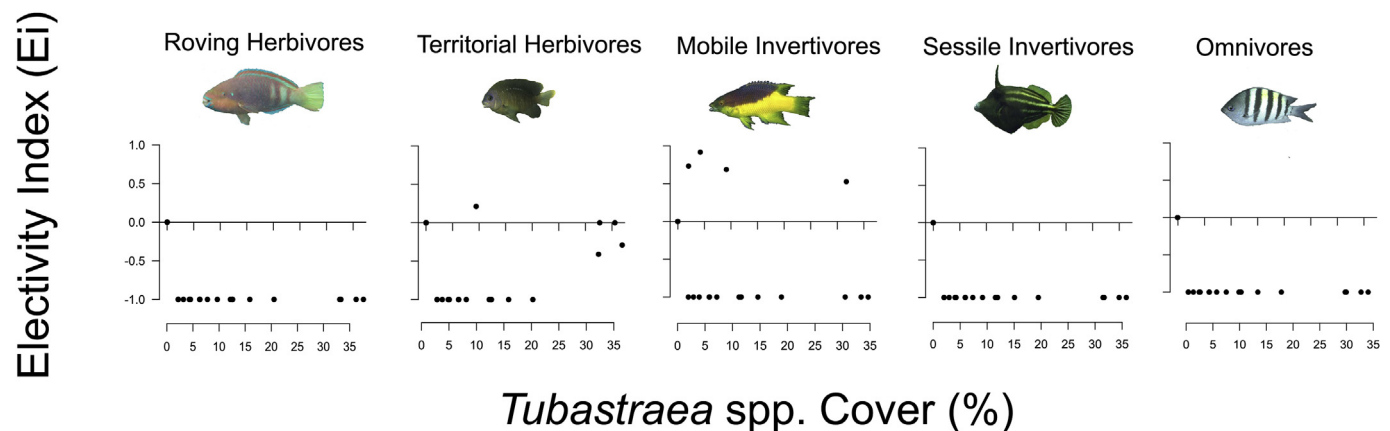 Electivity Index (Ei)
Roving Herbivores
Territorial Herbivores
Mobile Invertivores
Sessile Invertivores
Omnivores
1.0
0.5
0.0
-0.5
-1.0
0 5 10 15 20 25 30 35
0 5 10 15 20 25 30 35
0 5 10 15 20 25 30 35
0 5 10 15 20 25 30 35
0 5 10 15 20 25 30 35
Tubastraea spp. Cover (%)